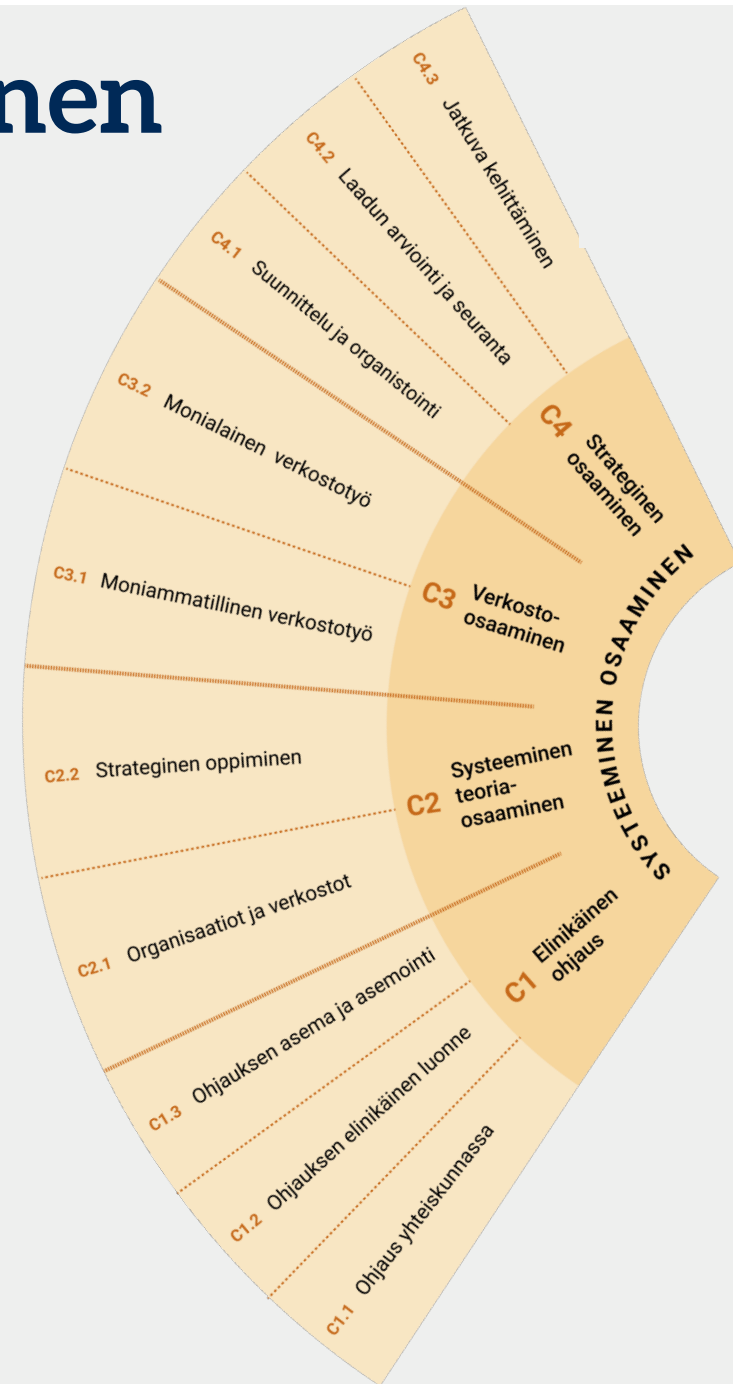 nen
C4.3 Jatkuva kehittäminen
C4.2 Laadun arviointi ja seuranta
C4.1 Suunnittelu ja organistointi
C4 Strateginen
osaaminen
C3.2 Monialainen verkostotyö
C3.1 Moniammatillinen verkostotyö
C3 Verkosto-
osaaminen
C2.2 Strateginen oppiminen
C2.1 Organisaatiot ja verkostot
C2 Systeeminen
teoria-
osaaminen
C1.3 Ohjauksen asema ja asemointi
C1.2 Ohjauksen elinikäinen luonne
C1.1 Ohjaus yhteiskunnassa
C1 Elinikäinen
ohjaus
SYSTEEMINEN OSAAMINEN